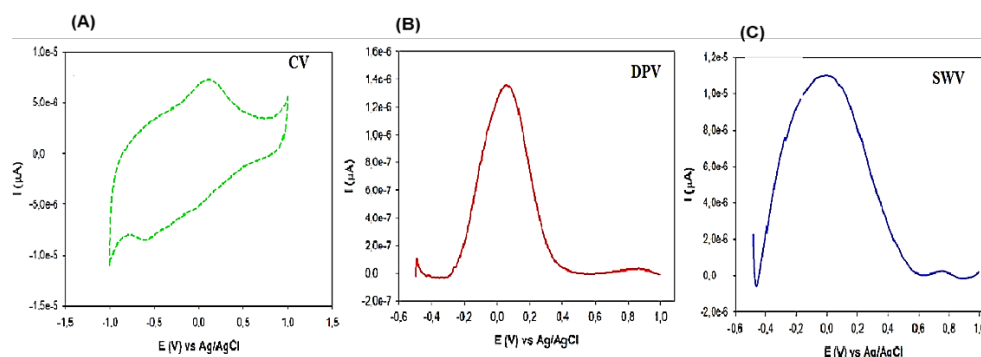 (A)
CV
I (µA)
1.0e-5
5.0e-6
0,0
-5.0e-6
-1.0e-5
-1.5e-5
-1,5 -1,0 -0,5 0,0 0,5 1,0 1,5
E (V) vs Ag/AgCl
(B)
DPV
I (µA)
1.6e-6
1.4e-6
1.2e-6
1.0e-6
8.0e-7
6.0e-7
4.0e-7
2.0e-7
0.0
-2.0e-7
-0,6 -0,4 -0,2 0,0 0,2 0,4 0,6 0,8 1,0
E (V) vs Ag/AgCl
(C)
SWV
I (µA)
1,2e-5
1,0e-5
8,0e-6
6,0e-6
4,0e-6
2,0e-6
0,0
-2,0e-6
-0,6 -0,4 -0,2 0,0 0,2 0,4 0,6 0,8 1,0
E (V) vs Ag/AgCl